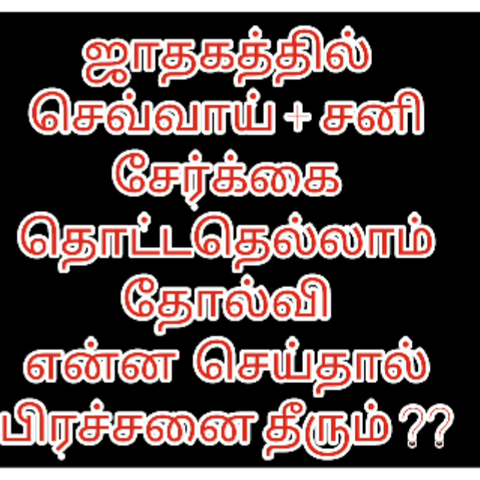 ஜாதகத்தில்
செவ்வாய் + சனி
சேர்க்கை
தொட்டதெல்லாம்
தோல்வி
என்ன செய்தால்
பிரச்சனை தீரும் ??